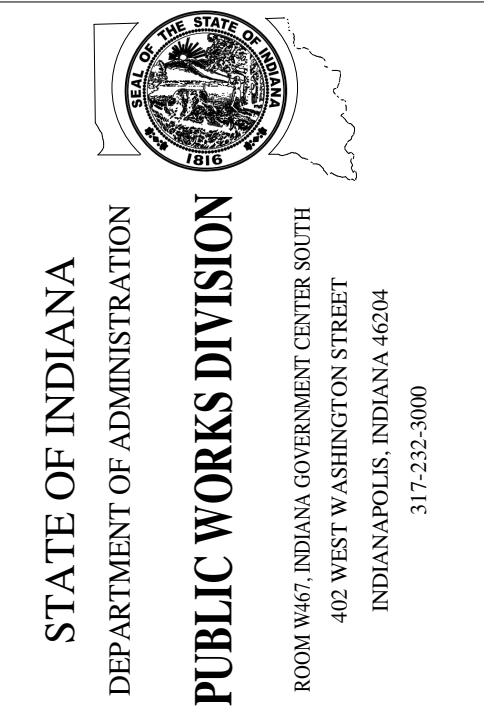 SEAL OF THE STATE OF INDIANA
1816
STATE OF INDIANA
DEPARTMENT OF ADMINISTRATION
PUBLIC WORKS DIVISION
ROOM W467, INDIANA GOVERNMENT CENTER SOUTH
402 WEST WASHINGTON STREET
INDIANAPOLIS, INDIANA 46204
317-232-3000